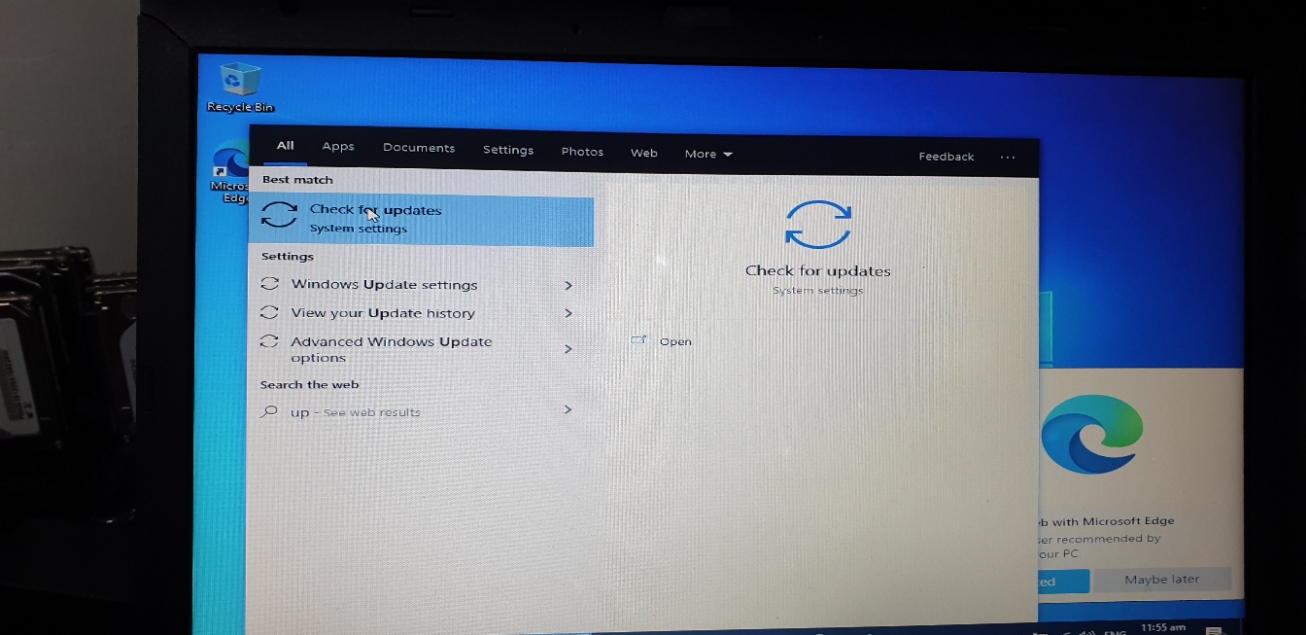 Recycle Bin
Micros
Edge
All Apps Documents Settings Photos Web More Feedback ...
Best match
Check for updates
System settings
Settings
Windows Update settings
View your Update history
Advanced Windows Update
options
Search the web
up - See web results
Check for updates
System settings
Open
b with Microsoft Edge
er recommended by
our PC
ed Maybe later
ENG 11:55 am